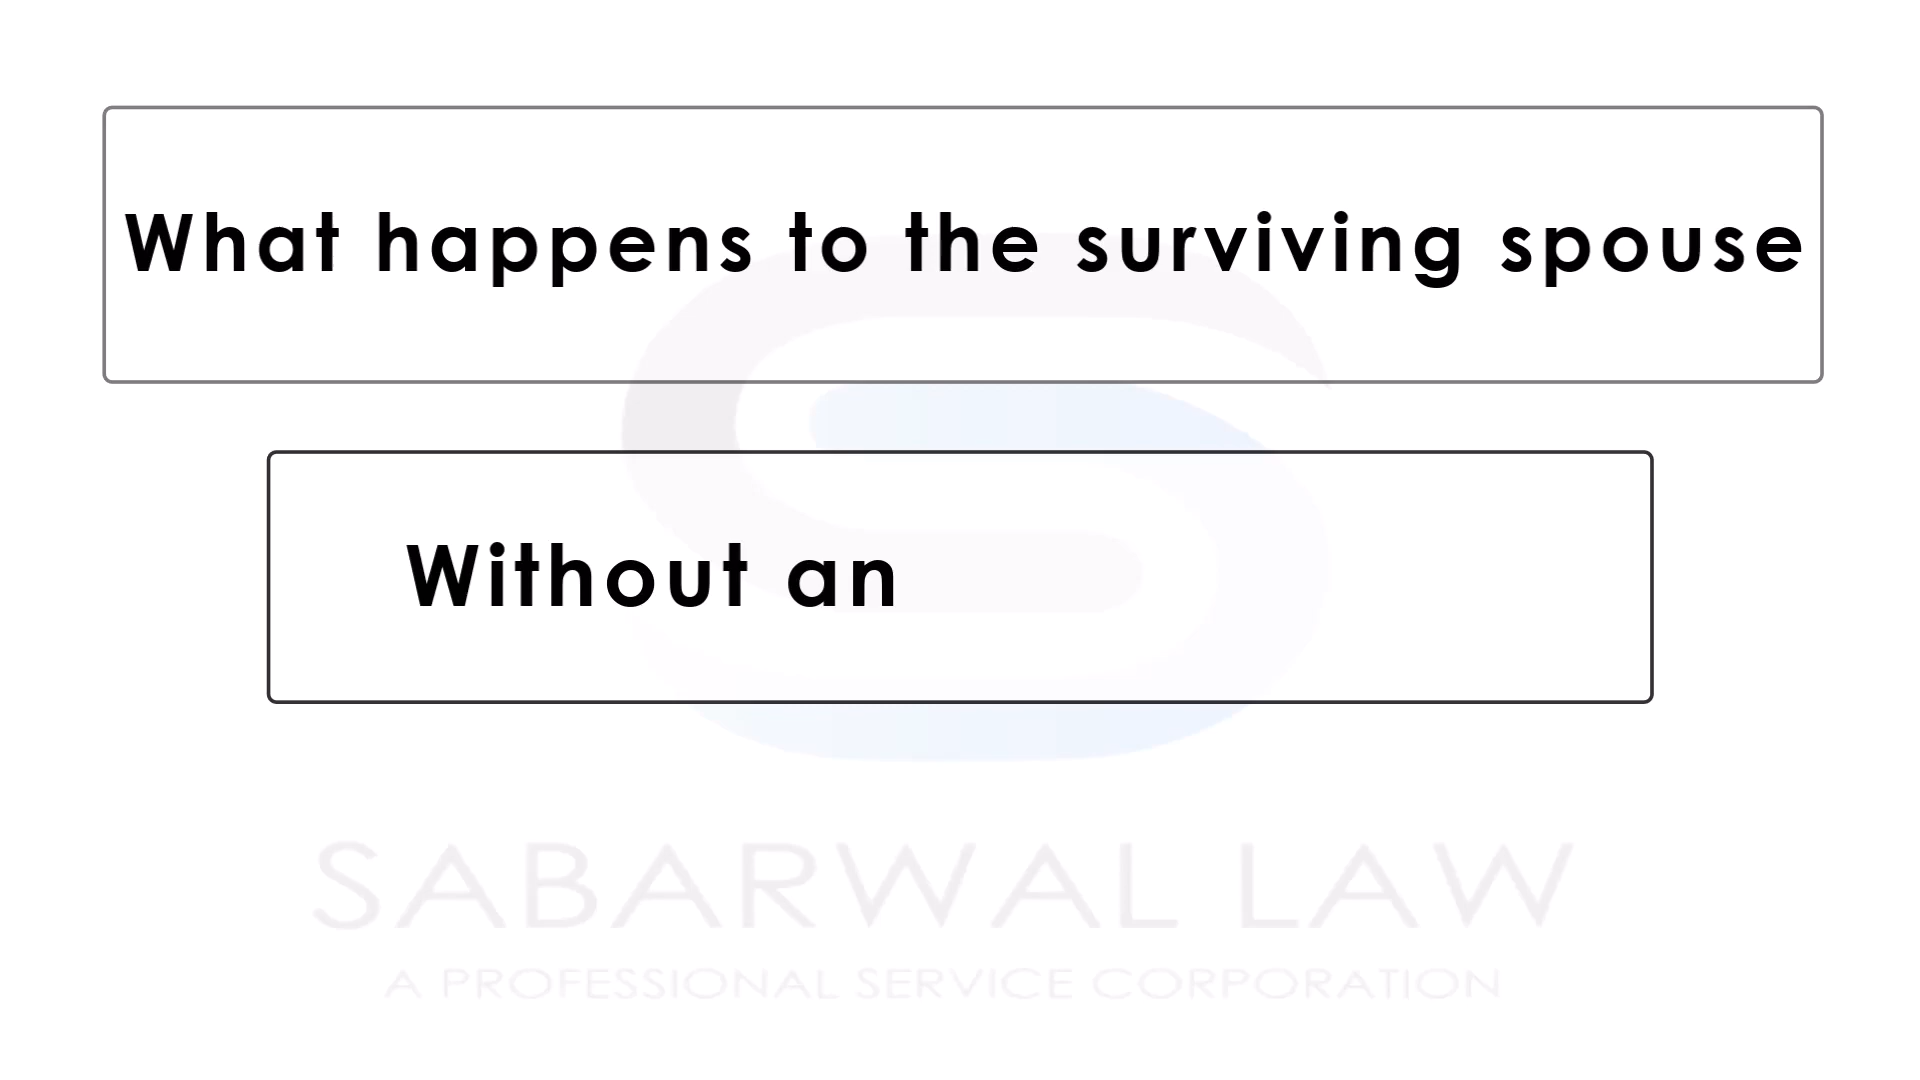 What happens to the surviving spouse
Without an
SABARWAL LAW
A PROFESSIONAL SERVICE CORPORATION